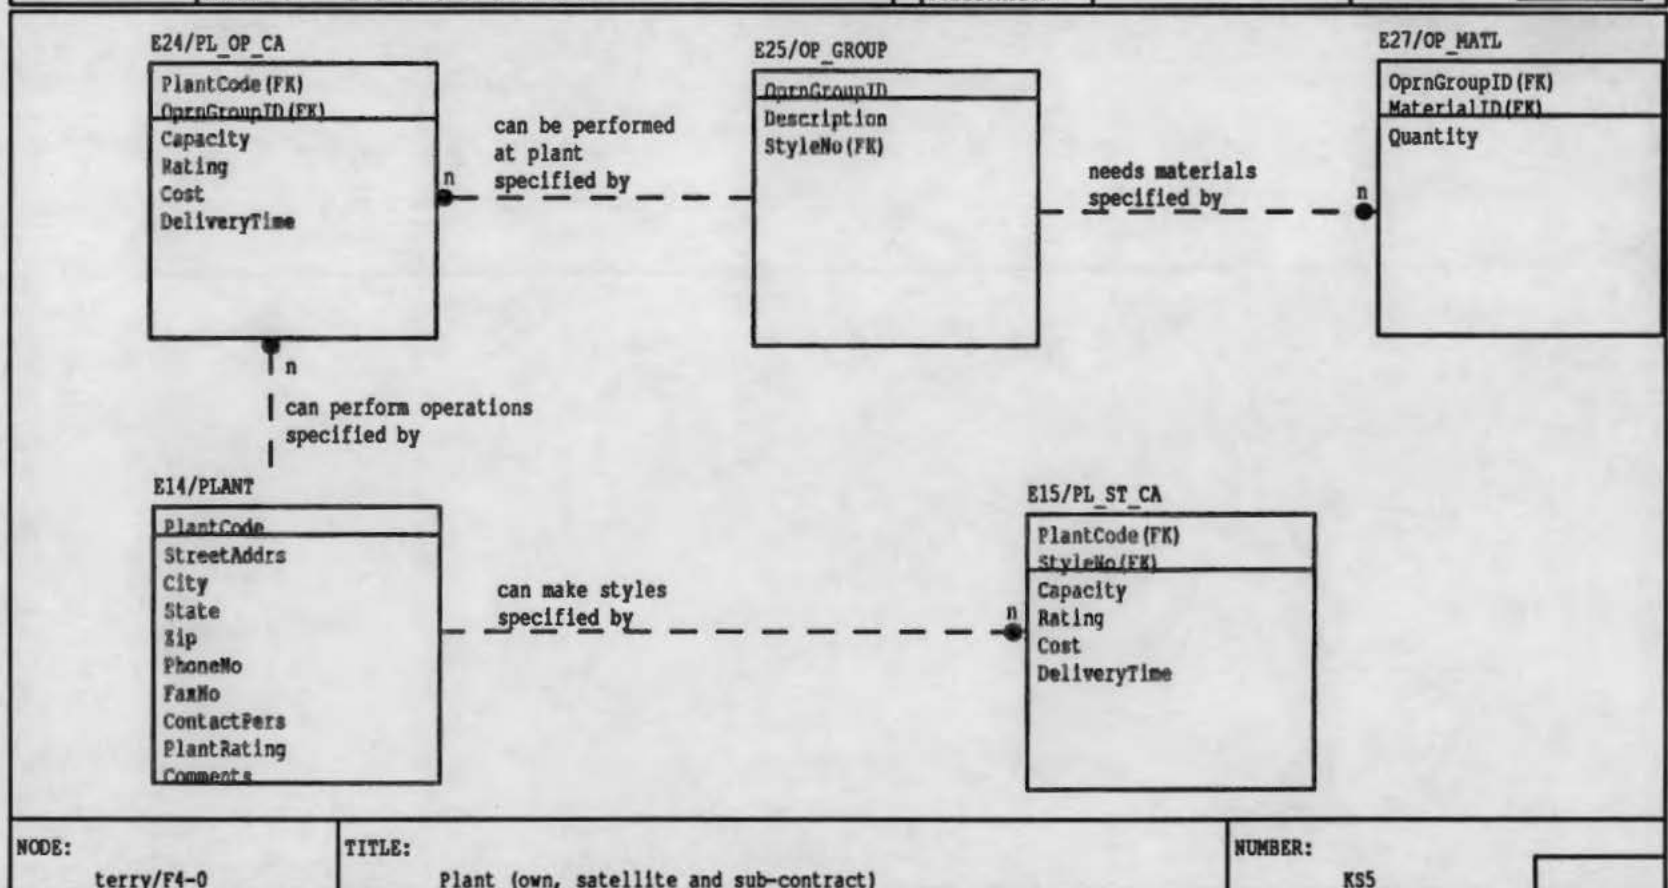 E24/PL_OP_CA
PlantCode(FK)
OprnGroupID(FK)
Capacity
Rating
Cost
DeliveryTime
n
can be performed
at plant
specified by
E25/OP_GROUP
OprnGroupID
Description
StyleNo(FK)
needs materials
specified by
n
E27/OP_MATL
OprnGroupID(FK)
MaterialID(FK)
Quantity
n
can perform operations
specified by
E14/PLANT
PlantCode
StreetAddrs
City
State
Zip
PhoneNo
FaxNo
ContactPers
PlantRating
Comments
can make styles
specified by
n
E15/PL_ST_CA
PlantCode(FK)
StyleNo(FK)
Capacity
Rating
Cost
DeliveryTime
NODE:
terry/F4-0
TITLE:
Plant (own, satellite and sub-contract)
NUMBER:
KS5